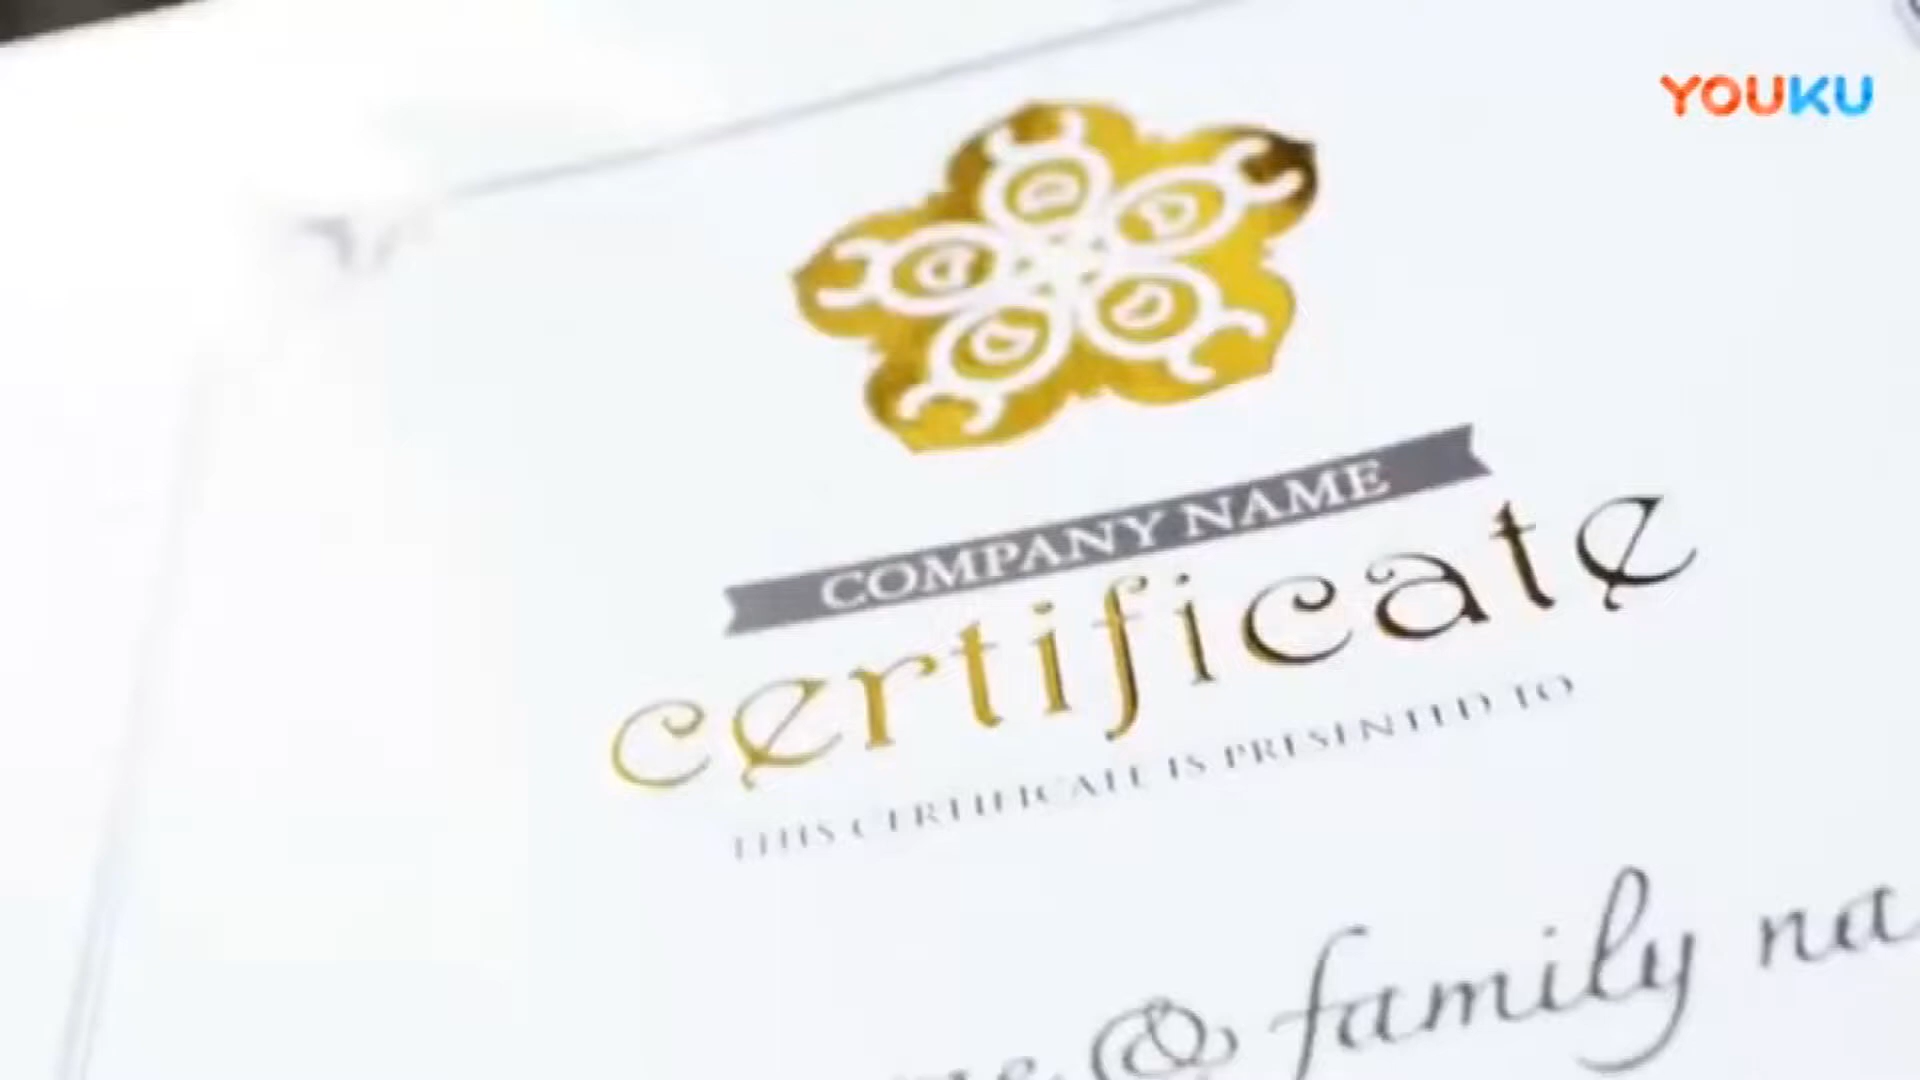 YOUKU
COMPANY NAME
certificate
THIS CERTIFICATE IS PRESENTED TO
& family